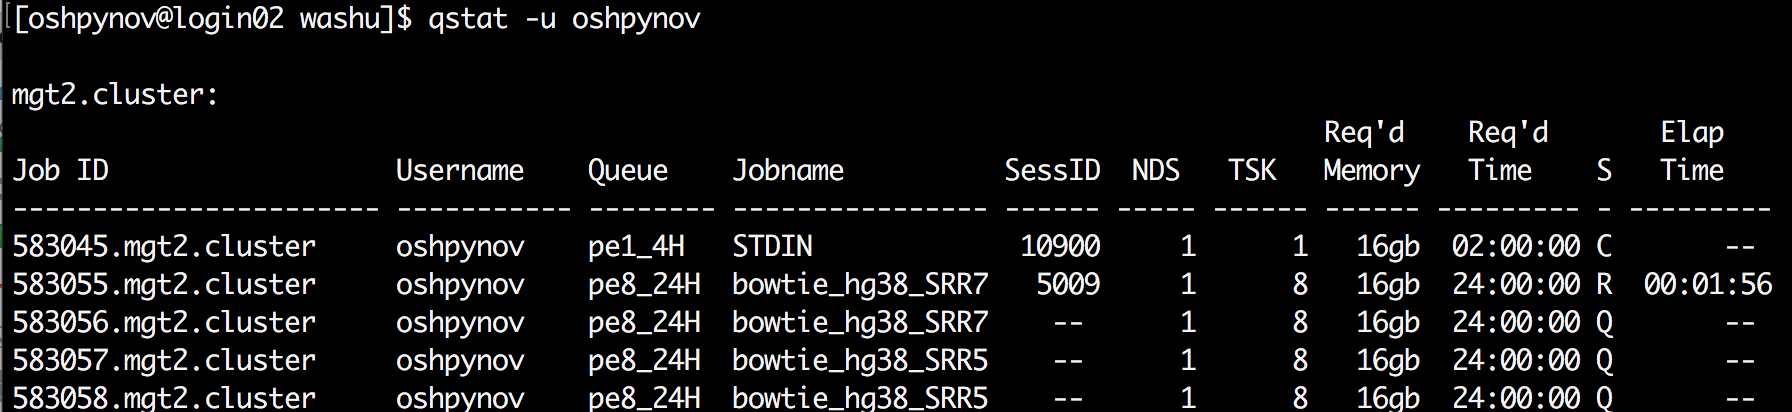 [oshpynov@login02 washu]$ qstat -u oshpynov
mgt2.cluster:
Req'd Req'd Elap
Job ID Username Queue Jobname SessID NDS TSK Memory Time S Time
------------------------ ----------- -------- ---------------- ------ ----- ------ ------ --------- - ---------
583045.mgt2.cluster oshpynov pe1_4H STDIN 10900 1 1 16gb 02:00:00 C --
583055.mgt2.cluster oshpynov pe8_24H bowtie_hg38_SRR7 5009 1 8 16gb 24:00:00 R 00:01:56
583056.mgt2.cluster oshpynov pe8_24H bowtie_hg38_SRR7 -- 1 8 16gb 24:00:00 Q --
583057.mgt2.cluster oshpynov pe8_24H bowtie_hg38_SRR5 -- 1 8 16gb 24:00:00 Q --
583058.mgt2.cluster oshpynov pe8_24H bowtie_hg38_SRR5 -- 1 8 16gb 24:00:00 Q --